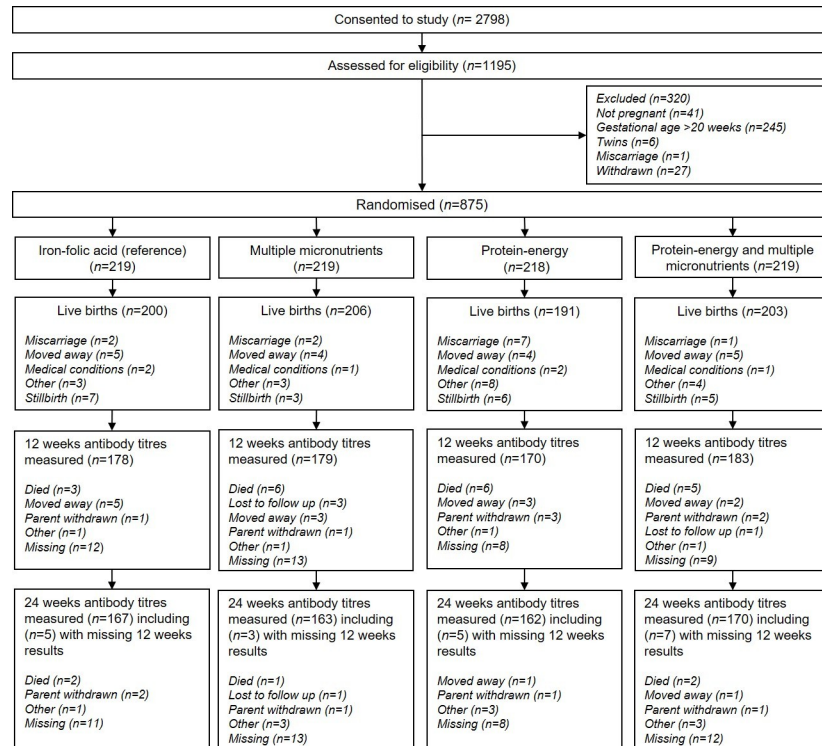 Consented to study (n= 2798)
Assessed for eligibility (n=1195)
Excluded (n=320)
Not pregnant (n=41)
Gestational age >20 weeks (n=245)
Twins (n=6)
Miscarriage (n=1)
Withdrawn (n=27)
Randomised (n=875)
Iron-folic acid (reference)
(n=219)
Multiple micronutrients
(n=219)
Protein-energy
(n=218)
Protein-energy and multiple
micronutrients (n=219)
Live births (n=200)
Miscarriage (n=2)
Moved away (n=5)
Medical conditions (n=2)
Other (n=3)
Stillbirth (n=7)
Live births (n=206)
Miscarriage (n=2)
Moved away (n=4)
Medical conditions (n=1)
Other (n=3)
Stillbirth (n=3)
Live births (n=191)
Miscarriage (n=7)
Moved away (n=4)
Medical conditions (n=2)
Other (n=8)
Stillbirth (n=6)
Live births (n=203)
Miscarriage (n=1)
Moved away (n=5)
Medical conditions (n=1)
Other (n=4)
Stillbirth (n=5)
12 weeks antibody titres
measured (n=178)
Died (n=3)
Moved away (n=5)
Parent withdrawn (n=1)
Other (n=1)
Missing (n=12)
12 weeks antibody titres
measured (n=179)
Died (n=6)
Lost to follow up (n=3)
Moved away (n=3)
Parent withdrawn (n=1)
Other (n=1)
Missing (n=13)
12 weeks antibody titres
measured (n=170)
Died (n=6)
Moved away (n=3)
Parent withdrawn (n=3)
Other (n=1)
Missing (n=8)
12 weeks antibody titres
measured (n=183)
Died (n=5)
Moved away (n=2)
Parent withdrawn (n=2)
Lost to follow up (n=1)
Other (n=1)
Missing (n=9)
24 weeks antibody titres
measured (n=167) including
(n=5) with missing 12 weeks
results
Died (n=2)
Parent withdrawn (n=2)
Other (n=1)
Missing (n=11)
24 weeks antibody titres
measured (n=163) including
(n=3) with missing 12 weeks
results
Died (n=1)
Lost to follow up (n=1)
Parent withdrawn (n=1)
Other (n=3)
Missing (n=13)
24 weeks antibody titres
measured (n=162) including
(n=5) with missing 12 weeks
results
Moved away (n=1)
Parent withdrawn (n=1)
Other (n=3)
Missing (n=8)
24 weeks antibody titres
measured (n=170) including
(n=7) with missing 12 weeks
results
Died (n=2)
Moved away (n=1)
Parent withdrawn (n=1)
Other (n=3)
Missing (n=12)